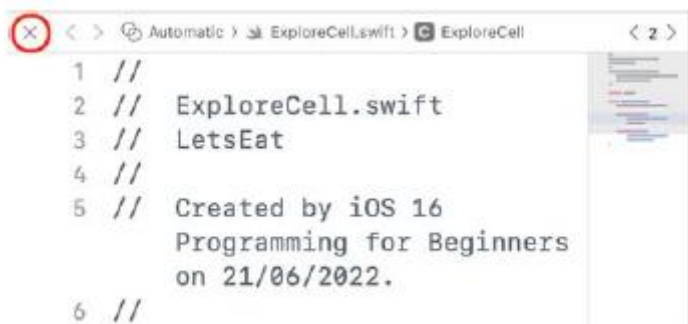 Automatic > ExploreCell.swift > C ExploreCell < 2 >
1 //
2 // ExploreCell.swift
3 // LetsEat
4 //
5 // Created by iOS 16
Programming for Beginners
on 21/06/2022.
6 //